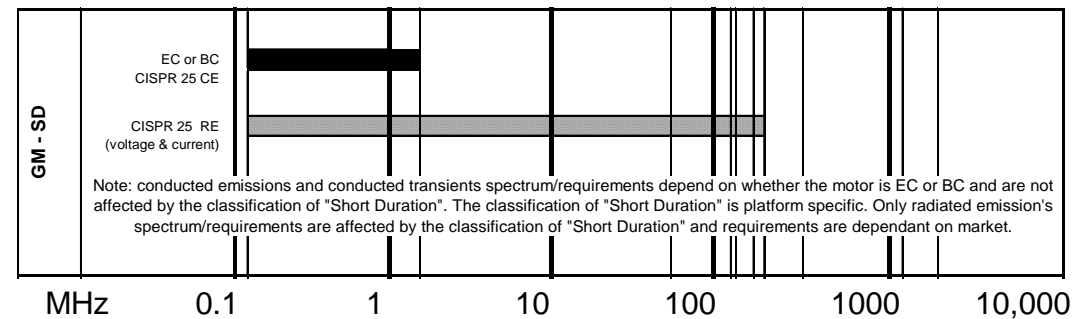 GM - SD
EC or BC
CISPR 25 CE
CISPR 25 RE
(voltage & current)
Note: conducted emissions and conducted transients spectrum/requirements depend on whether the motor is EC or BC and are not
affected by the classification of "Short Duration". The classification of "Short Duration" is platform specific. Only radiated emission's
spectrum/requirements are affected by the classification of "Short Duration" and requirements are dependant on market.
MHz 0.1 1 10 100 1000 10,000